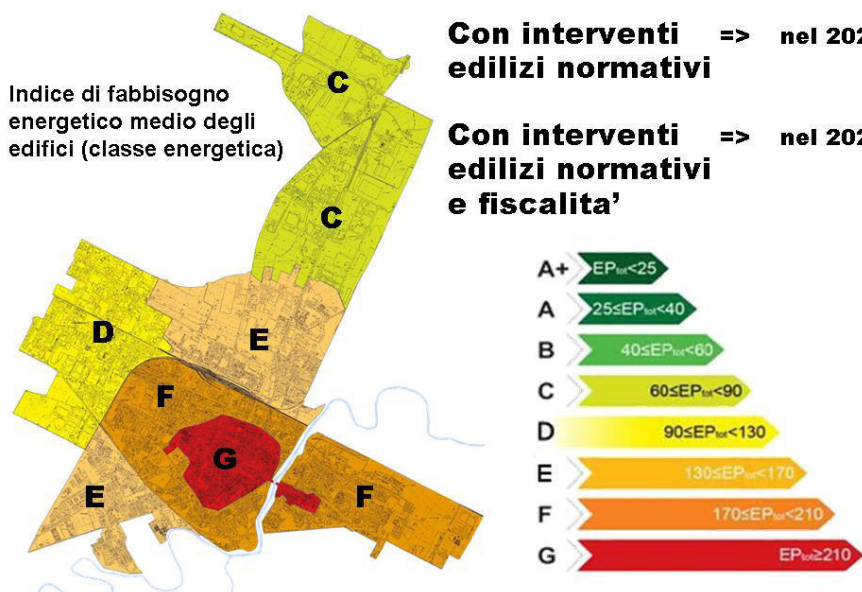 Con interventi => nel 202
edilizi normativi
Indice di fabbisogno
energetico medio degli
edifici (classe energetica)
Con interventi => nel 202
edilizi normativi
e fiscalita’
C
C
D
E
F
G
E
F
A+ EPtot<25
A 25≤EPtot<40
B 40≤EPtot<60
C 60≤EPtot<90
D 90≤EPtot<130
E 130≤EPtot<170
F 170≤EPtot<210
G EPtot≥210